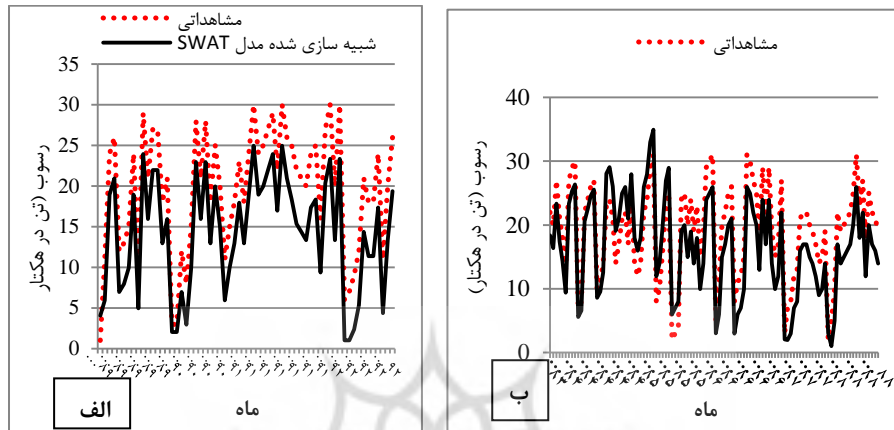 مشاهداتی
شبیه سازی شده مدل SWAT
35
30
25
20
15
10
5
0
رسوب (تن در هکتار
ماه
الف
مشاهداتی
40
30
20
10
0
رسوب (تن در هکتار)
ماه
ب